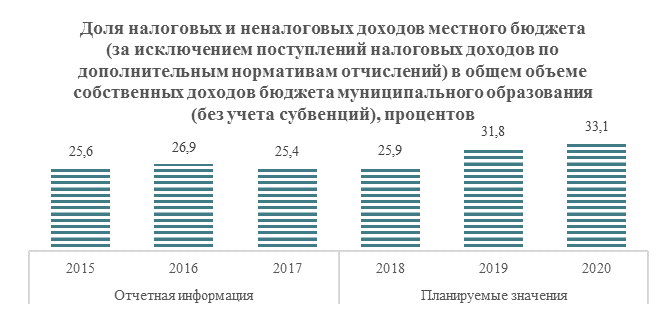 Доля налоговых и неналоговых доходов местного бюджета
(за исключением поступлений налоговых доходов по
дополнительным нормативам отчислений) в общем объеме
собственных доходов бюджета муниципального образования
(без учета субвенций), процентов
25,6 26,9 25,4 25,9 31,8 33,1
2015 2016 2017 2018 2019 2020
Отчетная информация Планируемые значения